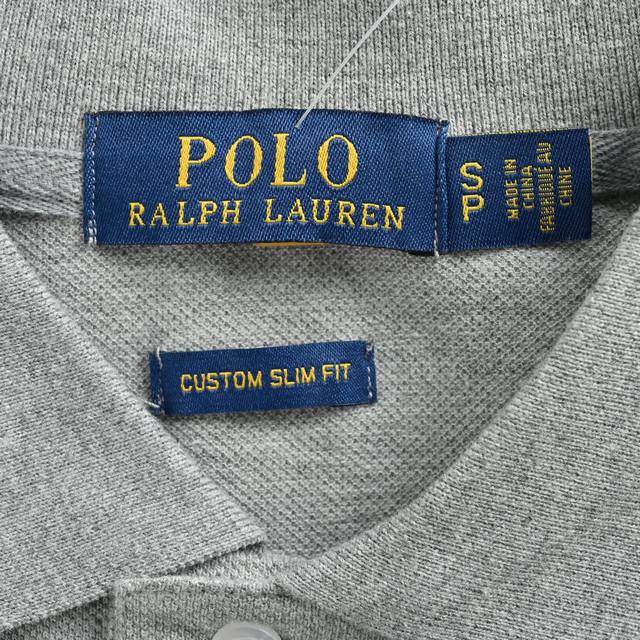 POLO
RALPH LAUREN
S
P
MADE IN
CHINA
FABRIQUÉ AU
CHINE
CUSTOM SLIM FIT